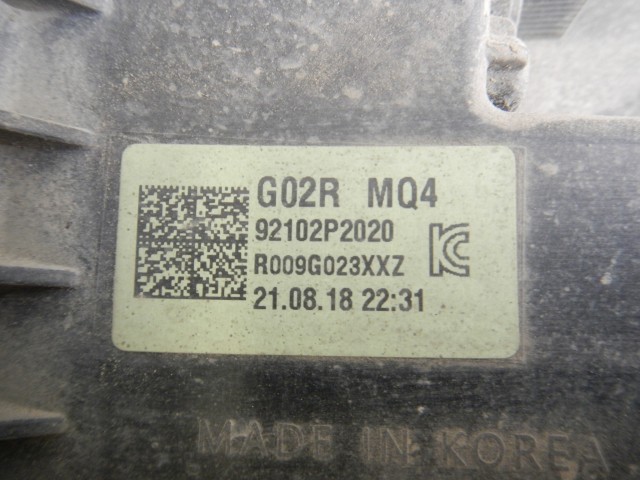 G02R MQ4
92102P2020
R009G023XXZ
21.08.18 22:31
MADE IN KOREA